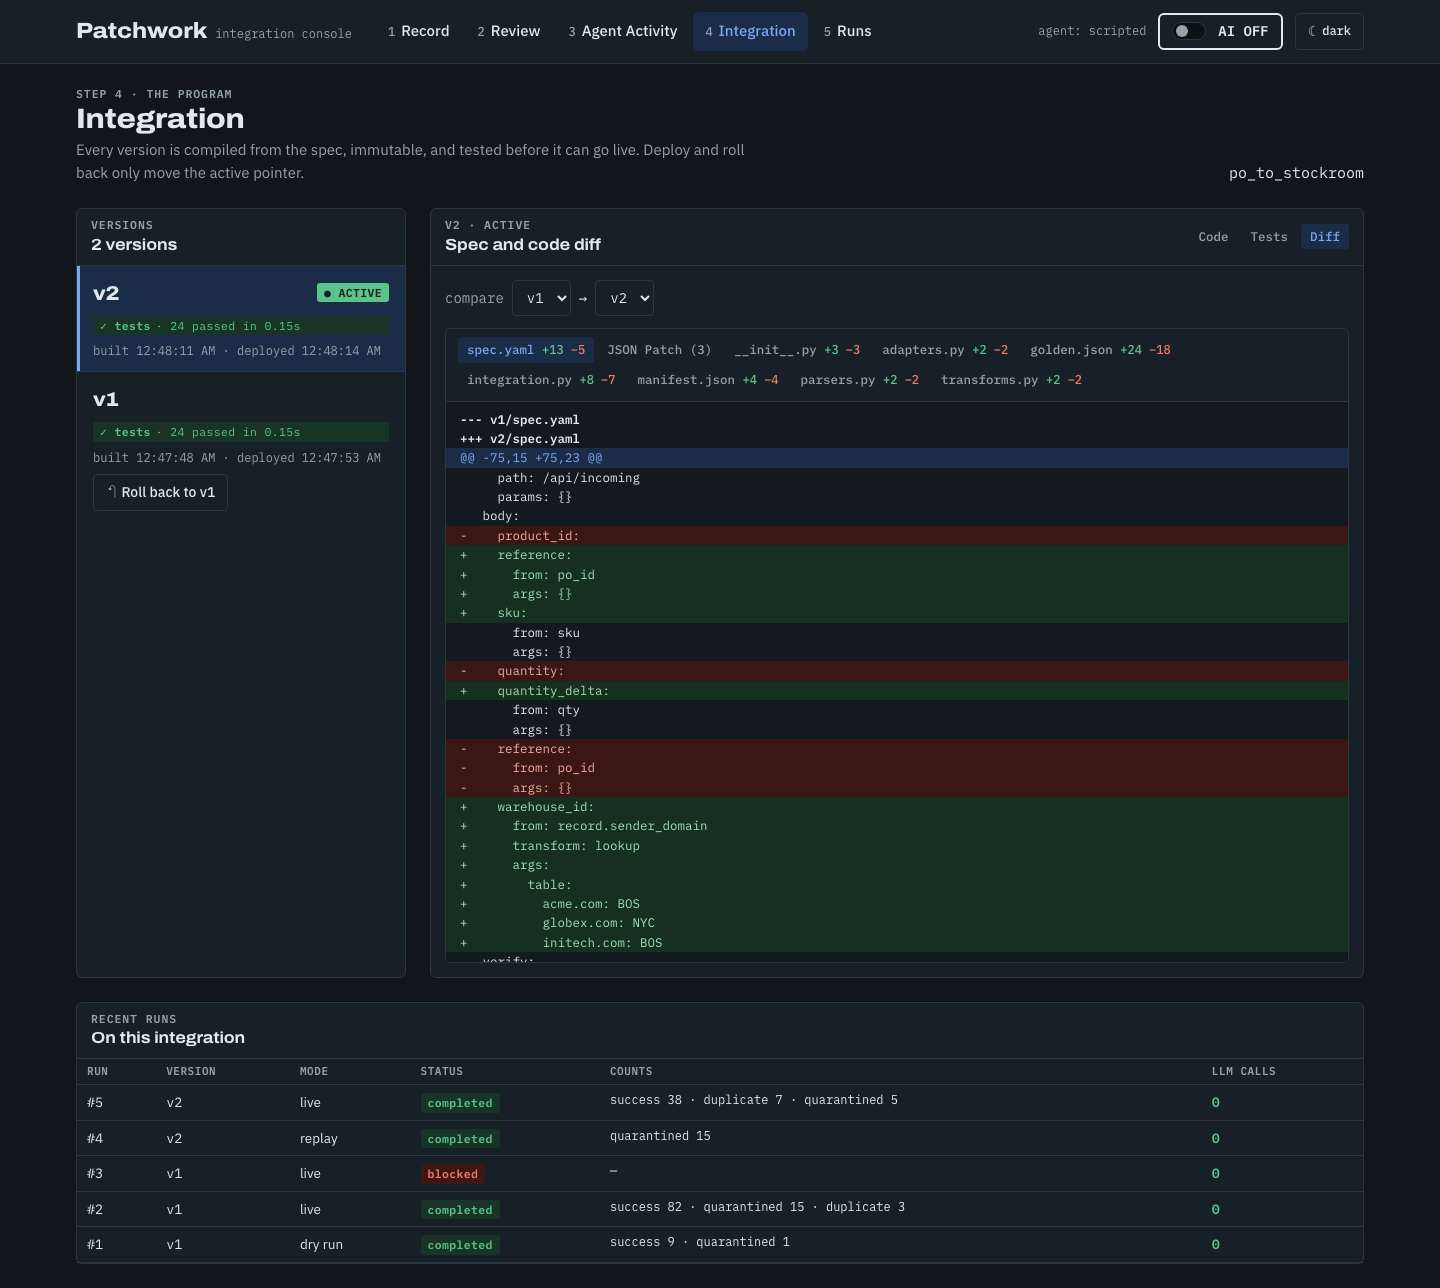 Patchwork integration console
1 Record
2 Review
3 Agent Activity
4 Integration
5 Runs
agent: scripted
AI OFF
☾ dark
STEP 4 · THE PROGRAM
Integration
Every version is compiled from the spec, immutable, and tested before it can go live. Deploy and roll
back only move the active pointer.
po_to_stockroom
VERSIONS
2 versions
v2
● ACTIVE
✓ tests · 24 passed in 0.15s
built 12:48:11 AM · deployed 12:48:14 AM
v1
✓ tests · 24 passed in 0.15s
built 12:47:48 AM · deployed 12:47:53 AM
Roll back to v1
V2 · ACTIVE
Spec and code diff
Code
Tests
Diff
compare v1 → v2
spec.yaml +13 −5
JSON Patch (3)
__init__.py +3 −3
adapters.py +2 −2
golden.json +24 −18
integration.py +8 −7
manifest.json +4 −4
parsers.py +2 −2
transforms.py +2 −2
--- v1/spec.yaml
+++ v2/spec.yaml
@@ -75,15 +75,23 @@
     path: /api/incoming
     params: {}
   body:
-    product_id:
+    reference:
+      from: po_id
+      args: {}
+    sku:
       from: sku
       args: {}
-    quantity:
+    quantity_delta:
       from: qty
       args: {}
-    reference:
-      from: po_id
-      args: {}
+    warehouse_id:
+      from: record.sender_domain
+      transform: lookup
+      args:
+        table:
+          acme.com: BOS
+          globex.com: NYC
+          initech.com: BOS
   verify:
RECENT RUNS
On this integration
RUN VERSION MODE STATUS COUNTS LLM CALLS
#5 v2 live completed success 38 · duplicate 7 · quarantined 5 0
#4 v2 replay completed quarantined 15 0
#3 v1 live blocked — 0
#2 v1 live completed success 82 · quarantined 15 · duplicate 3 0
#1 v1 dry run completed success 9 · quarantined 1 0